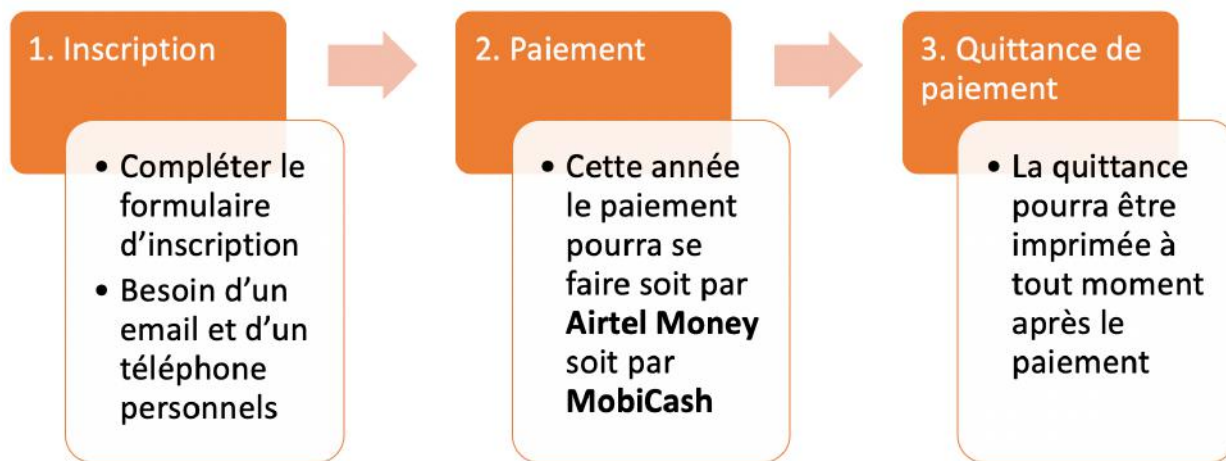 1. Inscription
• Compléter le
formulaire
d’inscription
• Besoin d’un
email et d’un
téléphone
personnels
2. Paiement
• Cette année
le paiement
pourra se
faire soit par
Airtel Money
soit par
MobiCash
3. Quittance de
paiement
• La quittance
pourra être
imprimée à
tout moment
après le
paiement